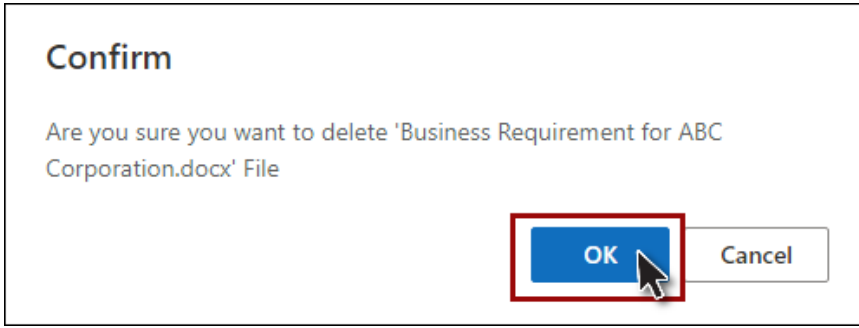 Confirm
Are you sure you want to delete 'Business Requirement for ABC
Corporation.docx' File
OK
Cancel